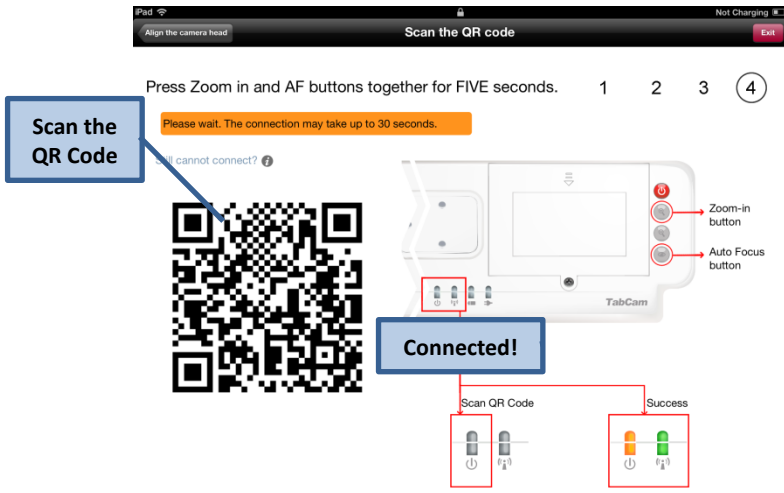 iPad
Not Charging
Align the camera head
Scan the QR code
Exit
Press Zoom in and AF buttons together for FIVE seconds.
1 2 3 4
Please wait. The connection may take up to 30 seconds.
Scan the
QR Code
Still cannot connect?
Zoom-in
button
Auto Focus
button
TabCam
Connected!
Scan QR Code
Success